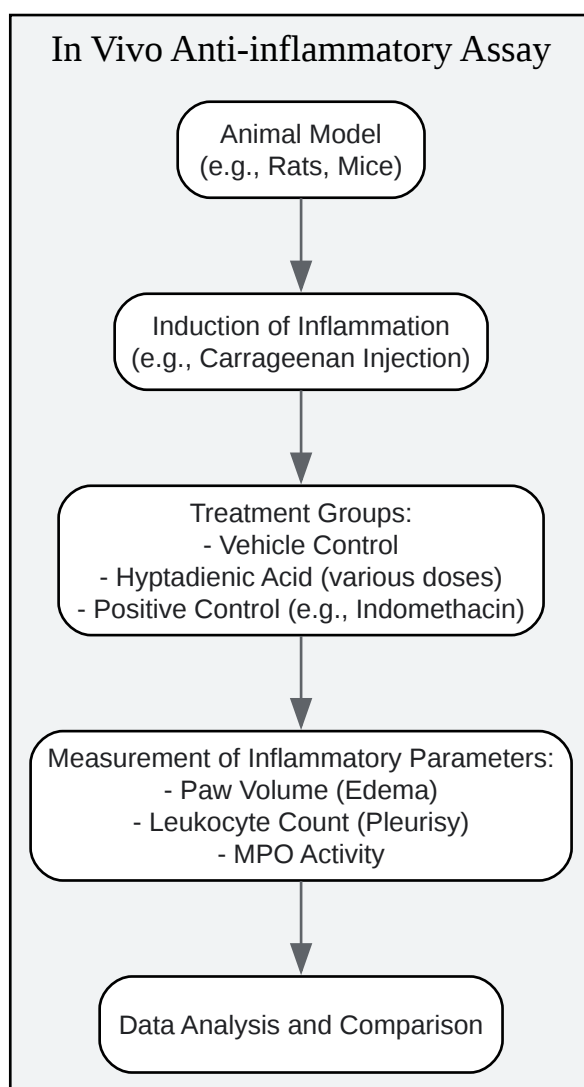 In Vivo Anti-inflammatory Assay
Animal Model
(e.g., Rats, Mice)
Induction of Inflammation
(e.g., Carrageenan Injection)
Treatment Groups:
- Vehicle Control
- Hyptadienic Acid (various doses)
- Positive Control (e.g., Indomethacin)
Measurement of Inflammatory Parameters:
- Paw Volume (Edema)
- Leukocyte Count (Pleurisy)
- MPO Activity
Data Analysis and Comparison